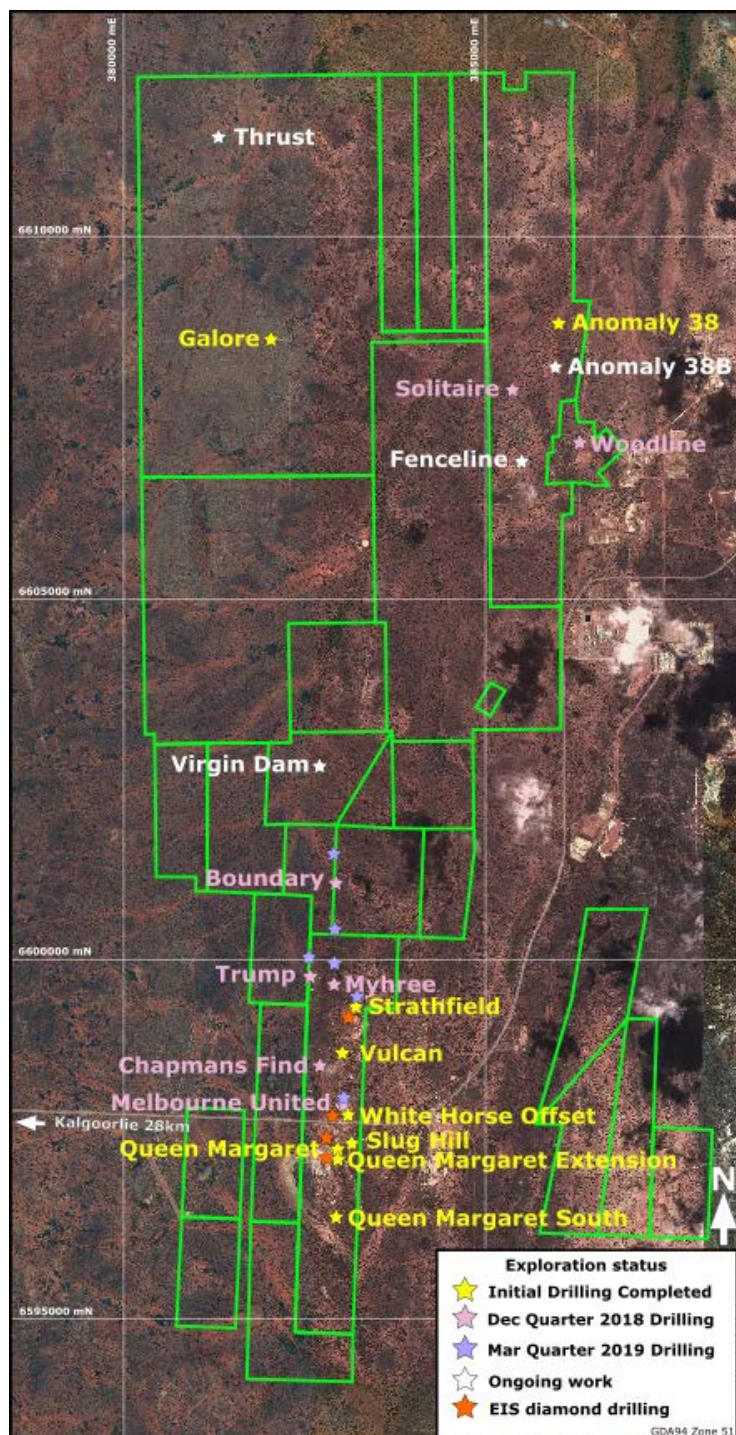 380000 mE
385000 mE
Thrust
6610000 mN
Anomaly 38
Galore
Anomaly 38B
Solitaire
Woodline
Fenceline
6605000 mN
Virgin Dam
Boundary
6600000 mN
Trump
Myhree
Strathfield
Vulcan
Chapmans Find
Melbourne United
White Horse Offset
Kalgoorlie 28km
Slug Hill
Queen Margaret
Queen Margaret Extension
N
Queen Margaret South
Exploration status
Initial Drilling Completed
Dec Quarter 2018 Drilling
6595000 mN
Mar Quarter 2019 Drilling
Ongoing work
EIS diamond drilling
GDA94 Zone 51